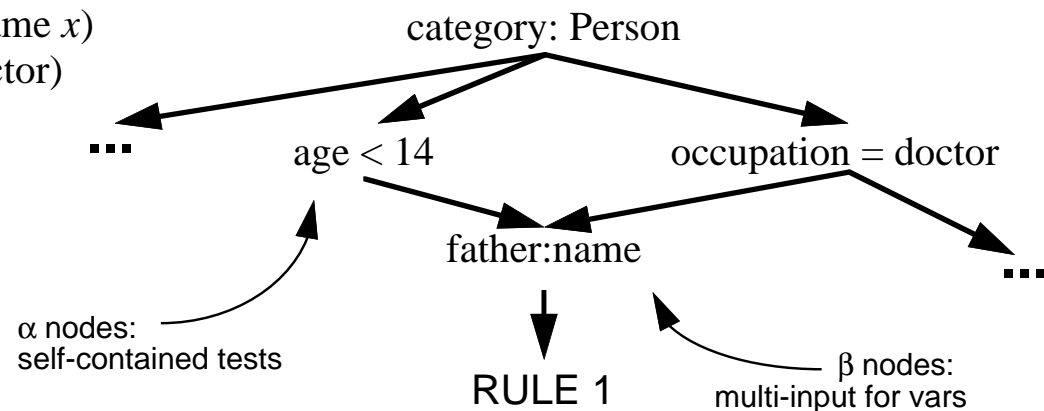 category: Person
x)
...
age < 14
occupation = doctor
father:name
...
α nodes:
self-contained tests
RULE 1
β nodes:
multi-input for vars